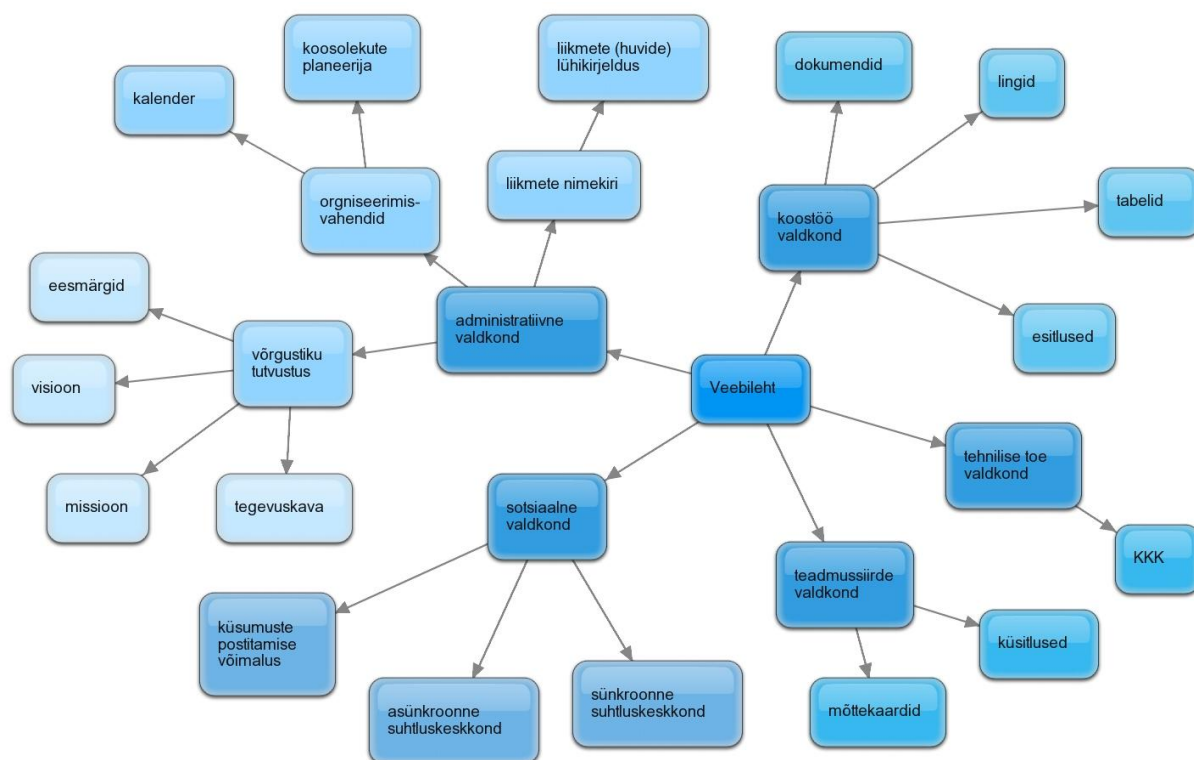 koosolekute
planeerija
liikmete (huvide)
lühikirjeldus
dokumendid
lingid
kalender
liikmete nimekiri
orgniseerimis-
vahendid
koostöö
valdkond
tabelid
eesmärgid
administratiivne
valdkond
esitlused
võrgustiku
tutvustus
visioon
Veebileht
tehnilise toe
valdkond
missioon
tegevuskava
sotsiaalne
valdkond
KKK
teadmussiirde
valdkond
küsumuste
postitamise
võimalus
küsitlused
asünkroonne
suhtluskeskkond
sünkroonne
suhtluskeskkond
mõttekaardid